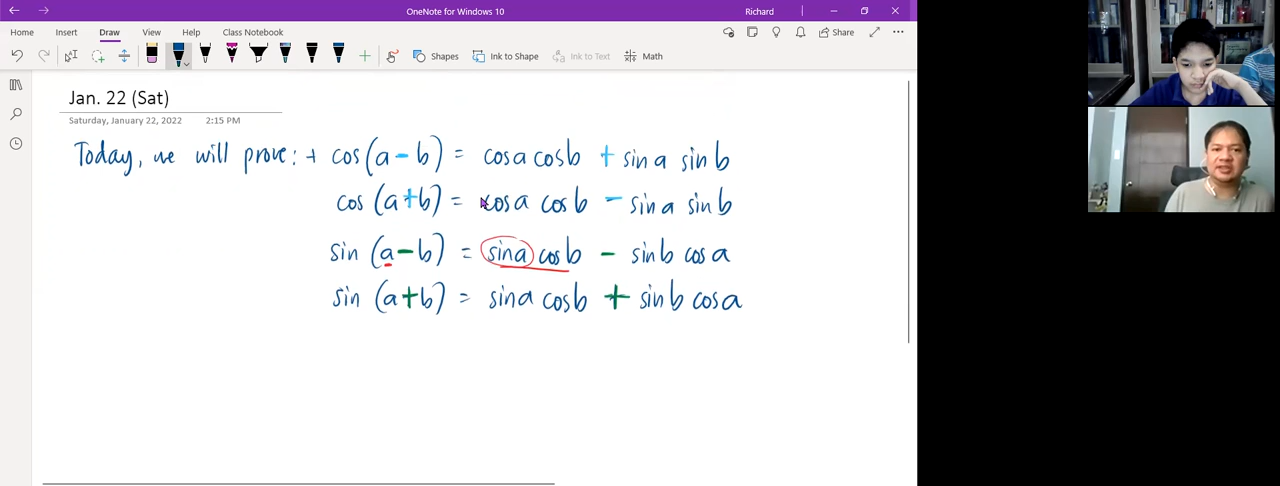 OneNote for Windows 10
Richard
Home Insert Draw View Help Class Notebook
Share
Shapes Ink to Shape Ink to Text Math
Jan. 22 (Sat)
Saturday, January 22, 2022 2:15 PM
Today, we will prove: + cos(a-b) = cosa cosb + sina sinb
cos(a+b) = cosa cosb - sina sinb
sin(a-b) = sina cosb - sinb cosa
sin(a+b) = sina cosb + sinb cosa